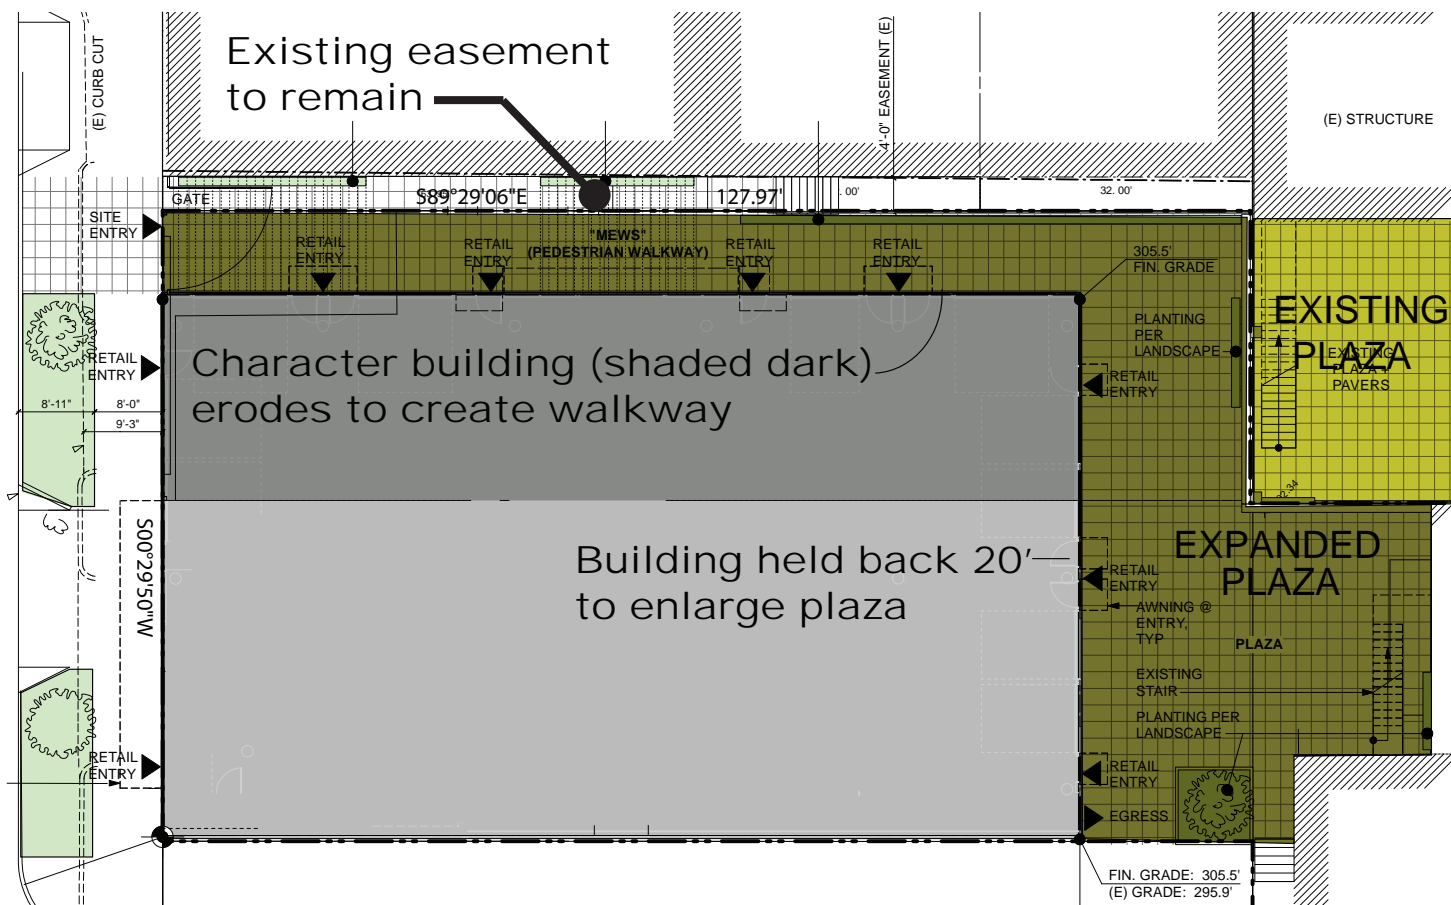 Existing easement
to remain
(E) CURB CUT
4'-0" EASEMENT (E)
(E) STRUCTURE
GATE
S89°29'06"E
127.97'
. 00'
32. 00'
SITE
ENTRY
"MEWS"
(PEDESTRIAN WALKWAY)
RETAIL
ENTRY
RETAIL
ENTRY
RETAIL
ENTRY
RETAIL
ENTRY
305.5'
FIN. GRADE
PLANTING
PER
LANDSCAPE
EXISTING
PLAZA
EXISTING
PLAZA
PAVERS
RETAIL
ENTRY
Character building (shaded dark)
erodes to create walkway
RETAIL
ENTRY
8'-11"
8'-0"
9'-3"
S00°29'50"W
Building held back 20'
to enlarge plaza
EXPANDED
PLAZA
RETAIL
ENTRY
AWNING @
ENTRY,
TYP
PLAZA
EXISTING
STAIR
PLANTING PER
LANDSCAPE
RETAIL
ENTRY
RETAIL
ENTRY
EGRESS
FIN. GRADE: 305.5'
(E) GRADE: 295.9'